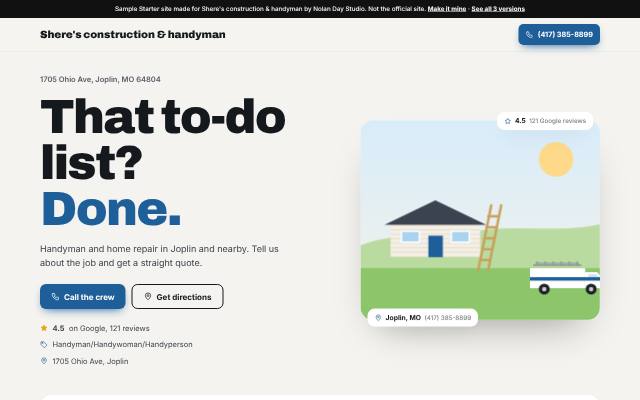 Sample Starter site made for Shere's construction & handyman by Nolan Day Studio. Not the official site. Make it mine · See all 3 versions
Shere's construction & handyman
(417) 385-8899
1705 Ohio Ave, Joplin, MO 64804
That to-do
list?
Done.
Handyman and home repair in Joplin and nearby. Tell us
about the job and get a straight quote.
Call the crew
Get directions
4.5 on Google, 121 reviews
Handyman/Handywoman/Handyperson
1705 Ohio Ave, Joplin
4.5 121 Google reviews
Joplin, MO (417) 385-8899